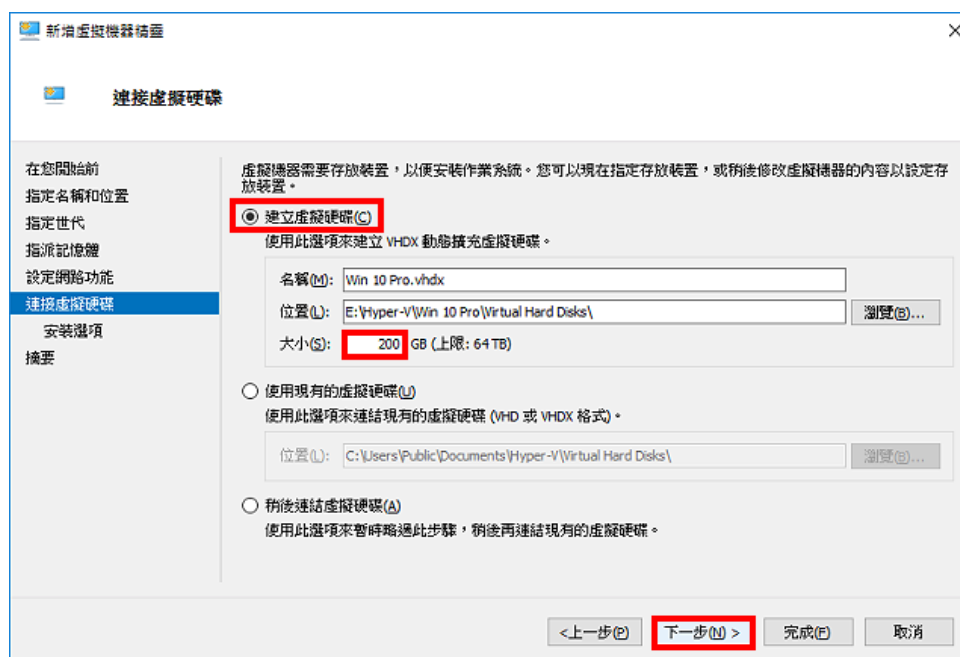 新增虛擬機器精靈
連接虛擬硬碟
在您開始前
指定名稱和位置
指定世代
指派記憶體
設定網路功能
連接虛擬硬碟
安裝選項
摘要
虛擬機器需要存放裝置，以便安裝作業系統。您可以現在指定存放裝置，或稍後修改虛擬機器的內容以設定存
放裝置。
建立虛擬硬碟(C)
使用此選項來建立 VHDX 動態擴充虛擬硬碟。
名稱(M): Win 10 Pro.vhdx
位置(L): E:\Hyper-V\Win 10 Pro\Virtual Hard Disks\ 瀏覽(B)...
大小(S): 200 GB (上限: 64 TB)
使用現有的虛擬硬碟(U)
使用此選項來連結現有的虛擬硬碟 (VHD 或 VHDX 格式)。
位置(L): C:\Users\Public\Documents\Hyper-V\Virtual Hard Disks\ 瀏覽(B)...
稍後連結虛擬硬碟(A)
使用此選項來暫時略過此步驟，稍後再連結現有的虛擬硬碟。
<上一步(P) 下一步(N) > 完成(F) 取消